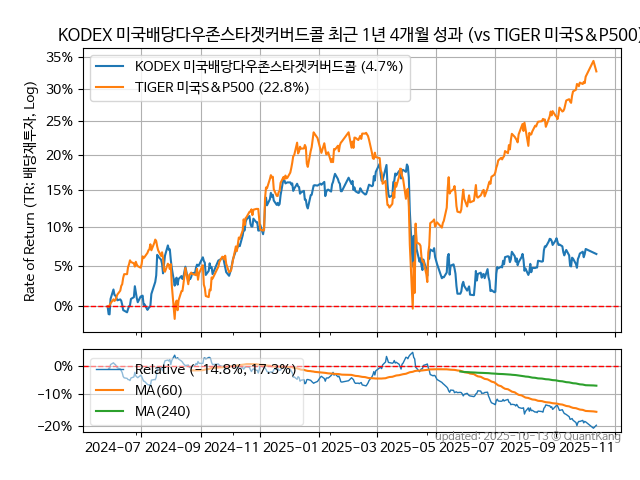 KODEX 미국배당다우존스타겟커버드콜 최근 1년 4개월 성과 (vs TIGER 미국S&P500)
Rate of Return (TR: 배당재투자, Log)
35%
30%
25%
20%
15%
10%
5%
0%
KODEX 미국배당다우존스타겟커버드콜 (4.7%)
TIGER 미국S&P500 (22.8%)
0%
−10%
−20%
Relative (−14.8%, 17.3%)
MA(60)
MA(240)
2024-07 2024-09 2024-11 2025-01 2025-03 2025-05 2025-07 2025-09 2025-11
updated: 2025-10-13 © QuantKang